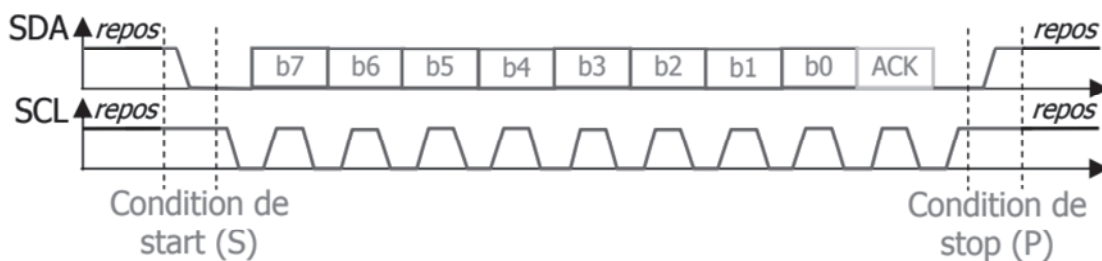 SDA repos repos
b7 b6 b5 b4 b3 b2 b1 b0 ACK
SCL repos repos
Condition de Condition de
start (S) stop (P)